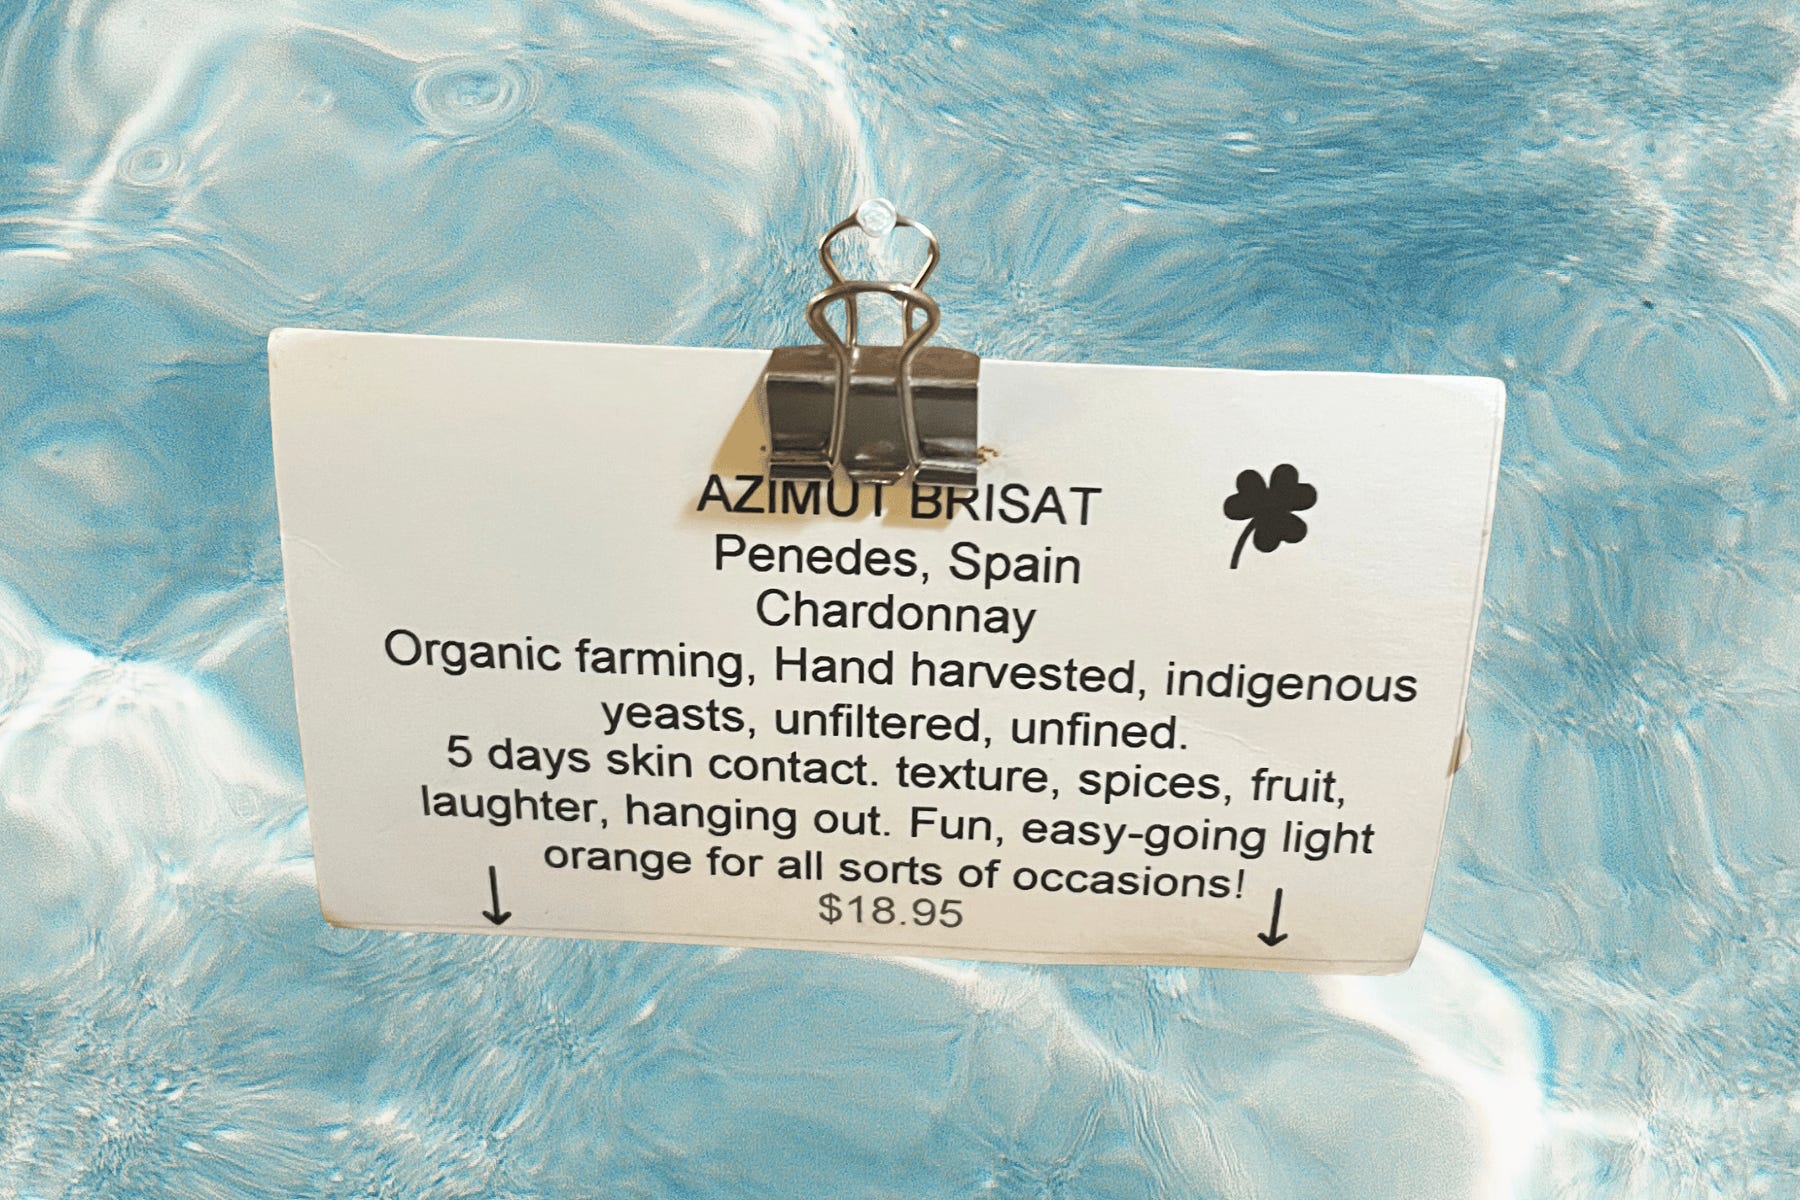 AZIMUT BRISAT
Penedes, Spain
Chardonnay
Organic farming, Hand harvested, indigenous
yeasts, unfiltered, unfined.
5 days skin contact. texture, spices, fruit,
laughter, hanging out. Fun, easy-going light
orange for all sorts of occasions!
$18.95